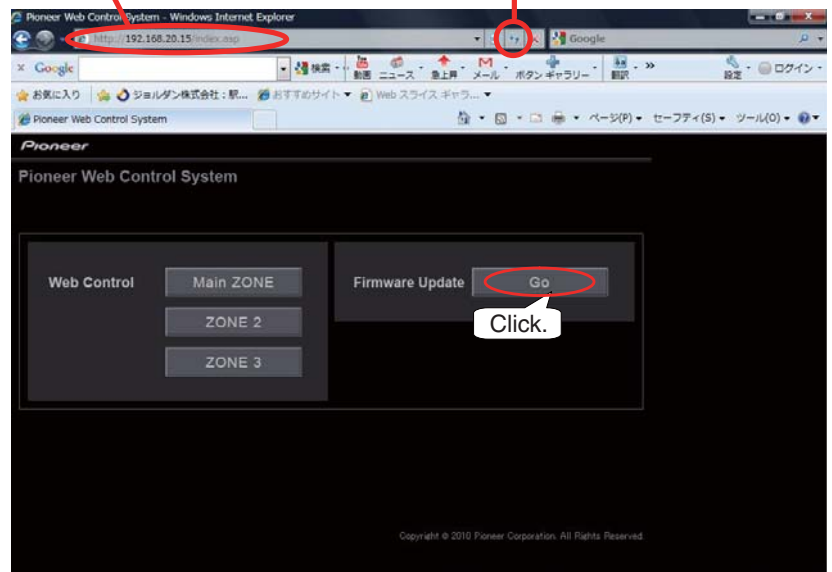 Pioneer Web Control System - Windows Internet Explorer
http://192.168.20.15/index.asp
Google
Google
検索
動画 ニュース 急上昇 メール ボタン ギャラリー 翻訳 »
設定 ログイン
お気に入り ジョルダン株式会社:駅... おすすめサイト Web スライス ギャラ...
Pioneer Web Control System
ページ(P) セーフティ(S) ツール(O)
Pioneer
Pioneer Web Control System
Web Control
Main ZONE
ZONE 2
ZONE 3
Firmware Update
Go
Click.
Copyright © 2010 Pioneer Corporation. All Rights Reserved.